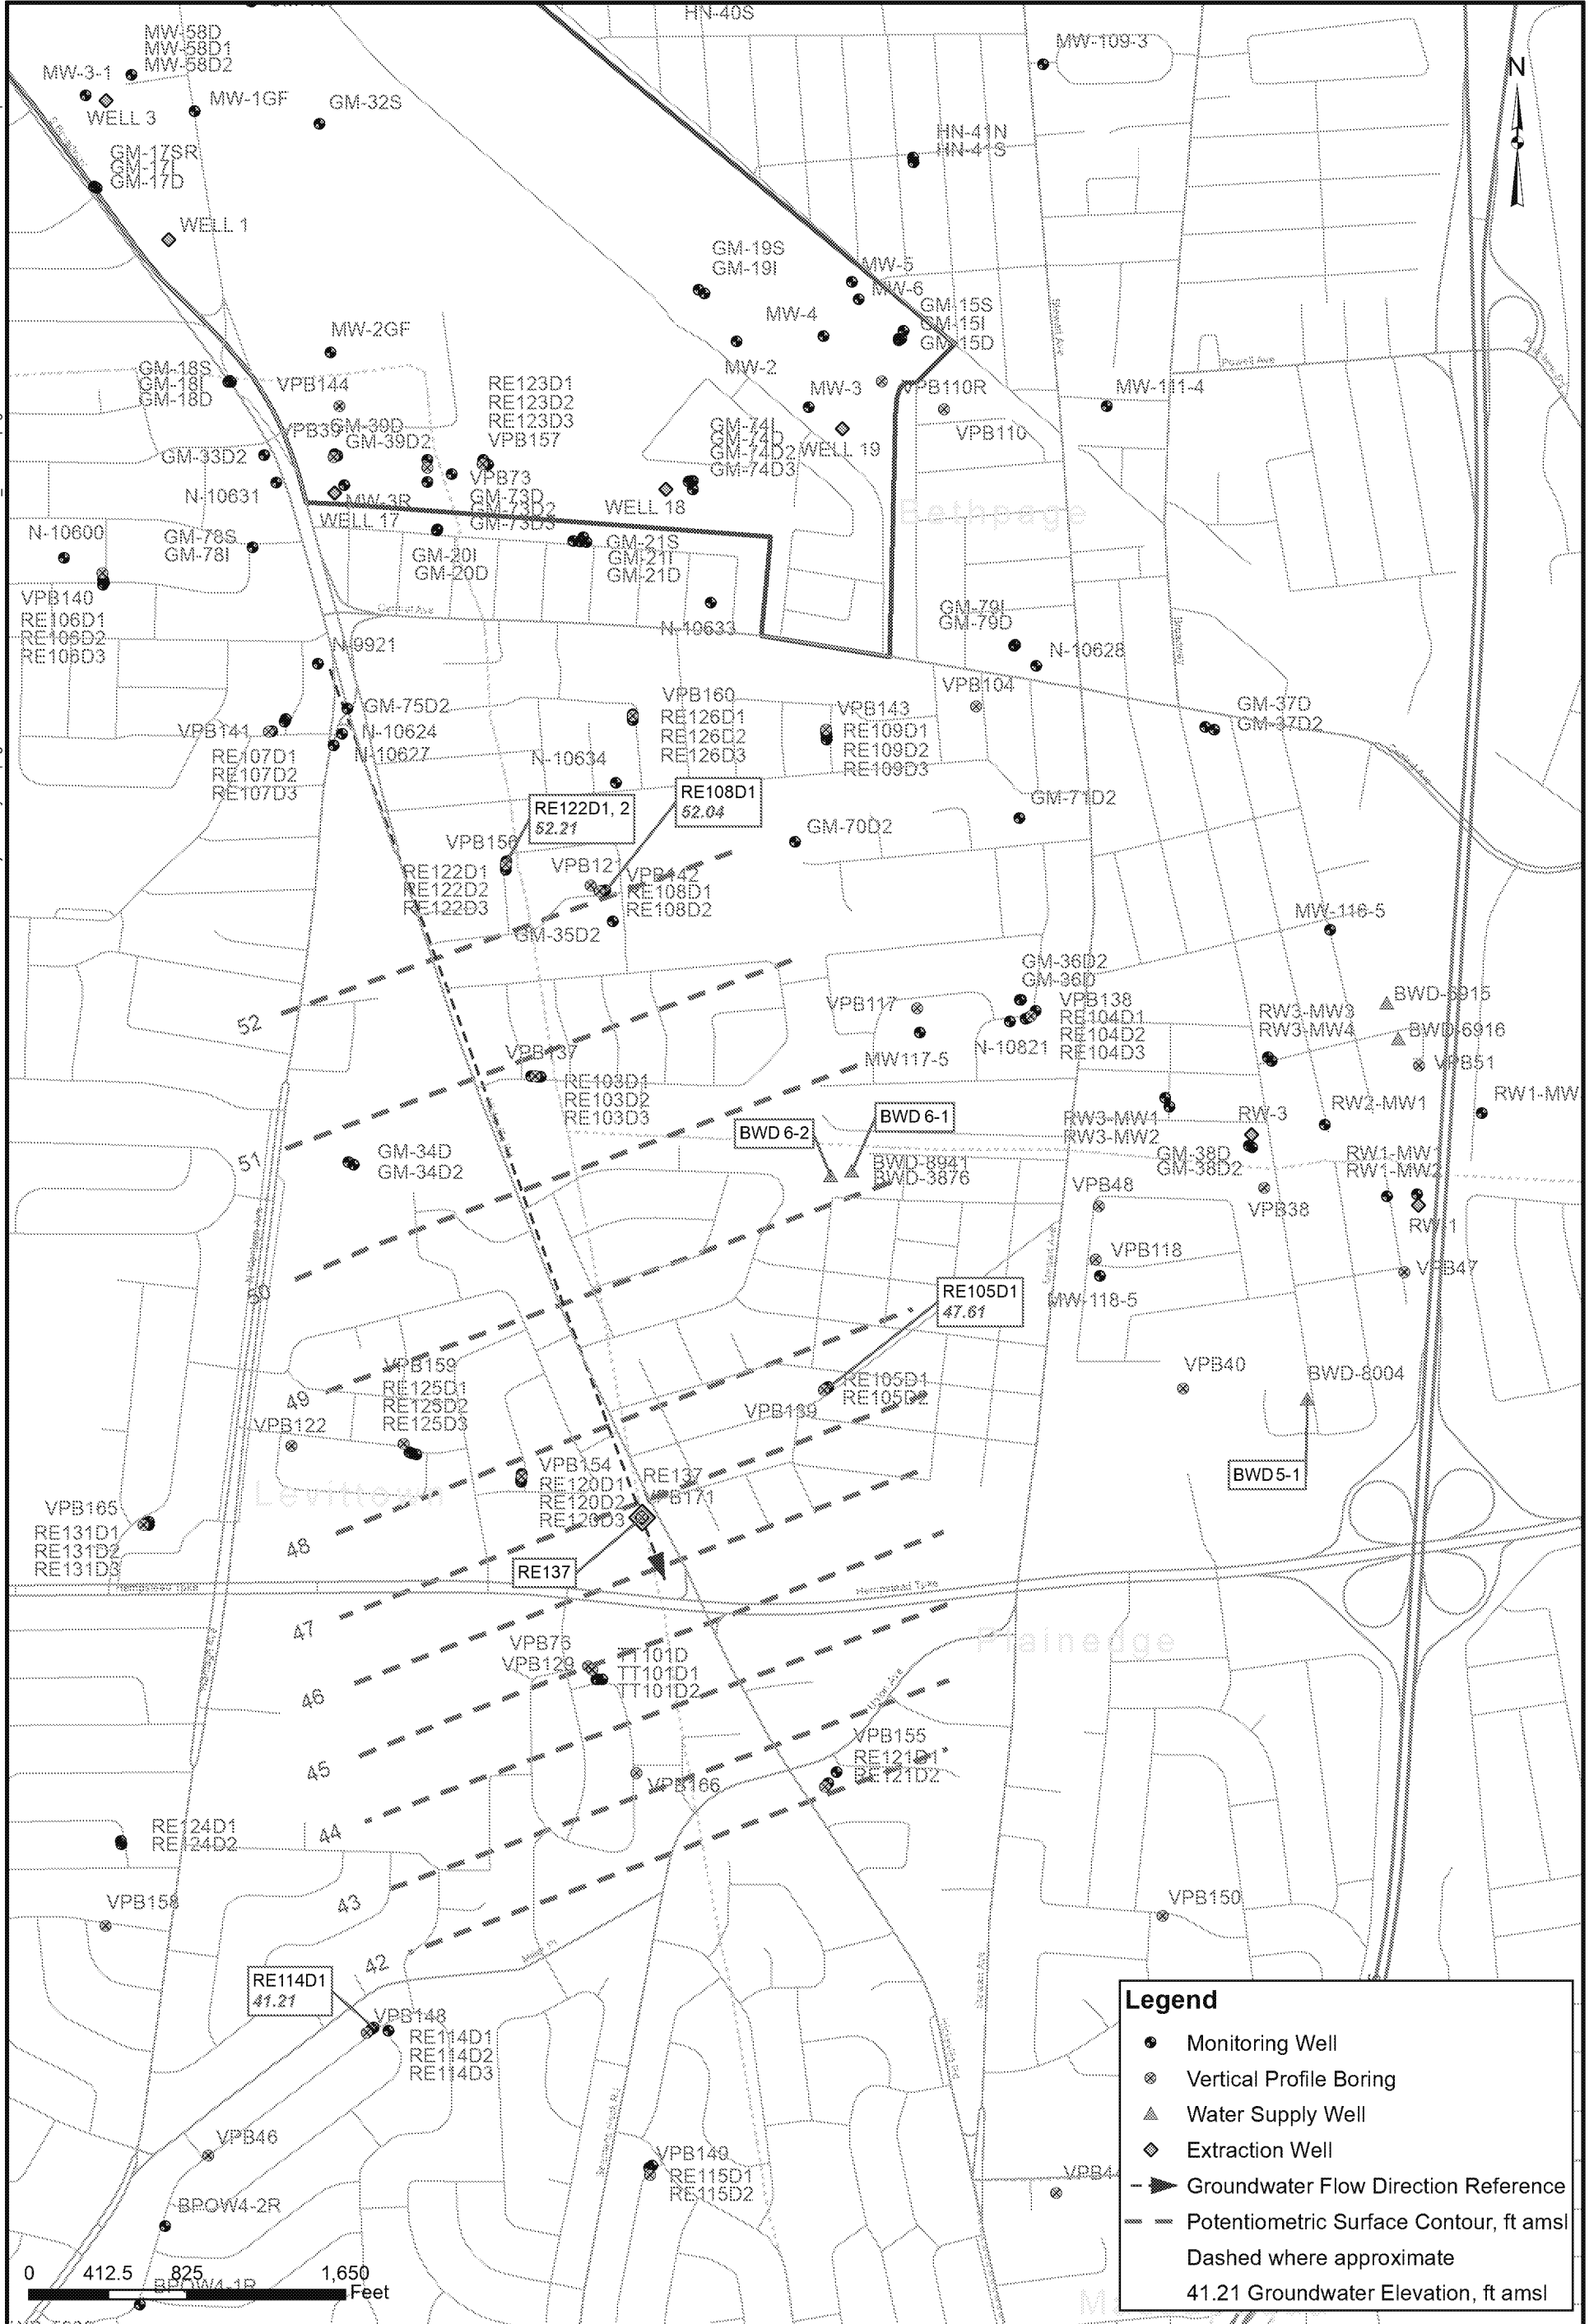 HN-40S
MW-58D
MW-58D1
MW-58D2
MW-109-3
MW-3-1
N
WELL 3
MW-1GF
GM-32S
HN-41N
HN-41S
GM-17SR
GM-17I
GM-17D
WELL 1
GM-19S
GM-19I
MW-5
MW-6
MW-4
GM-15S
GM-15I
GM-15D
MW-2GF
MW-2
Powell Ave
GM-18S
GM-18I
GM-18D
VPB144
RE123D1
RE123D2
RE123D3
VPB157
MW-3
VPB110R
MW-111-4
VPB110
GM-39D
GM-39D2
GM-74I
GM-74D
GM-74D2
GM-74D3
WELL 19
GM-33D2
N-10631
MW-3R
WELL 17
VPB73
GM-73D
GM-73D2
GM-73D3
WELL 18
Bethpage
N-10600
GM-78S
GM-78I
GM-20I
GM-20D
GM-21S
GM-21I
GM-21D
VPB140
RE106D1
RE106D2
RE106D3
Central Ave
N-10633
GM-79I
GM-79D
N-10628
N-9921
VPB104
GM-75D2
VPB160
RE126D1
RE126D2
RE126D3
VPB143
RE109D1
RE109D2
RE109D3
GM-37D
GM-37D2
VPB141
N-10624
N-10627
RE107D1
RE107D2
RE107D3
N-10634
RE108D1
52.04
RE122D1, 2
52.21
GM-71D2
GM-70D2
VPB156
RE122D1
RE122D2
RE122D3
VPB121
VPB142
RE108D1
RE108D2
GM-35D2
MW-116-5
52
GM-36D2
GM-36D
VPB117
VPB138
RE104D1
RE104D2
RE104D3
N-10821
MW117-5
RW3-MW3
RW3-MW4
BWD-6915
BWD-6916
VPB51
VPB137
RE103D1
RE103D2
RE103D3
51
GM-34D
GM-34D2
BWD 6-2
BWD 6-1
BWD-8941
BWD-3876
RW3-MW1
RW3-MW2
RW-3
RW2-MW1
RW1-MW
GM-38D
GM-38D2
RW1-MW1
RW1-MW2
VPB48
VPB38
RW-1
VPB118
MW-118-5
VPB47
50
RE105D1
47.61
49
VPB159
RE125D1
RE125D2
RE125D3
VPB122
RE105D1
RE105D2
VPB139
VPB40
BWD-8004
BWD 5-1
Levittown
VPB154
RE120D1
RE120D2
RE120D3
RE137
VPB171
RE137
VPB165
RE131D1
RE131D2
RE131D3
48
Hempstead Tpke
Hempstead Tpke
47
Plainedge
VPB76
VPB129
TT101D
TT101D1
TT101D2
46
Union Ave
45
VPB155
RE121D1
RE121D2
VPB166
44
RE124D1
RE124D2
VPB158
43
VPB150
42
RE114D1
41.21
VPB148
RE114D1
RE114D2
RE114D3
VPB46
BPOW4-2R
VPB149
RE115D1
RE115D2
VPB44
BPOW4-1R
0 412.5 825 1,650
Feet
Legend
Monitoring Well
Vertical Profile Boring
Water Supply Well
Extraction Well
Groundwater Flow Direction Reference
Potentiometric Surface Contour, ft amsl
Dashed where approximate
41.21 Groundwater Elevation, ft amsl